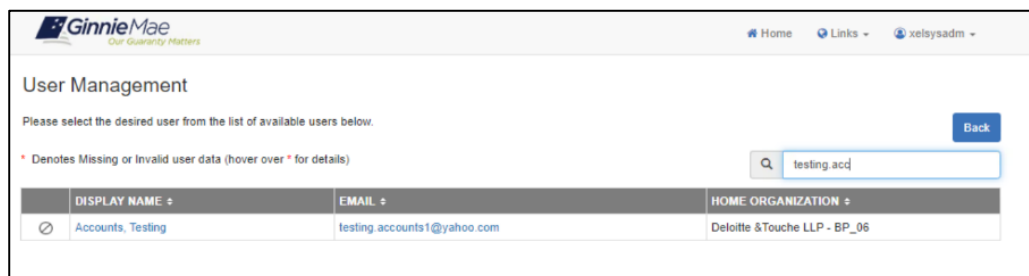 GinnieMae
Our Guaranty Matters
Home Links xelsysadm
User Management
Please select the desired user from the list of available users below.
Back
* Denotes Missing or Invalid user data (hover over * for details)
testing.acc
DISPLAY NAME EMAIL HOME ORGANIZATION
Accounts, Testing testing.accounts1@yahoo.com Deloitte &Touche LLP - BP_06